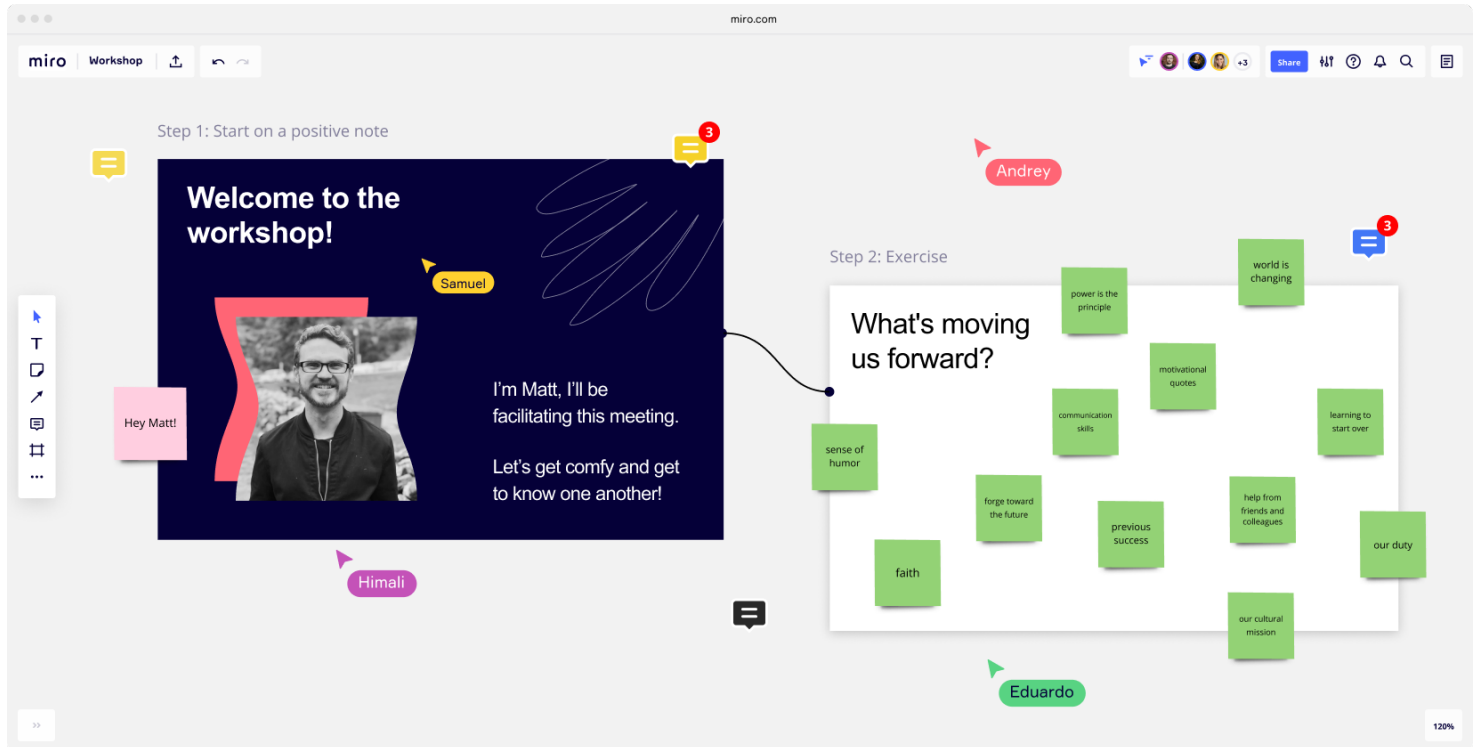 miro.com
miro
Workshop
+3
Share
Step 1: Start on a positive note
3
Welcome to the
workshop!
Samuel
Hey Matt!
I'm Matt, I'll be
facilitating this meeting.
Let's get comfy and get
to know one another!
Himali
Andrey
3
Step 2: Exercise
What's moving
us forward?
power is the
principle
world is
changing
motivational
quotes
communication
skills
learning to
start over
sense of
humor
forge toward
the future
previous
success
help from
friends and
colleagues
our duty
faith
our cultural
mission
Eduardo
120%